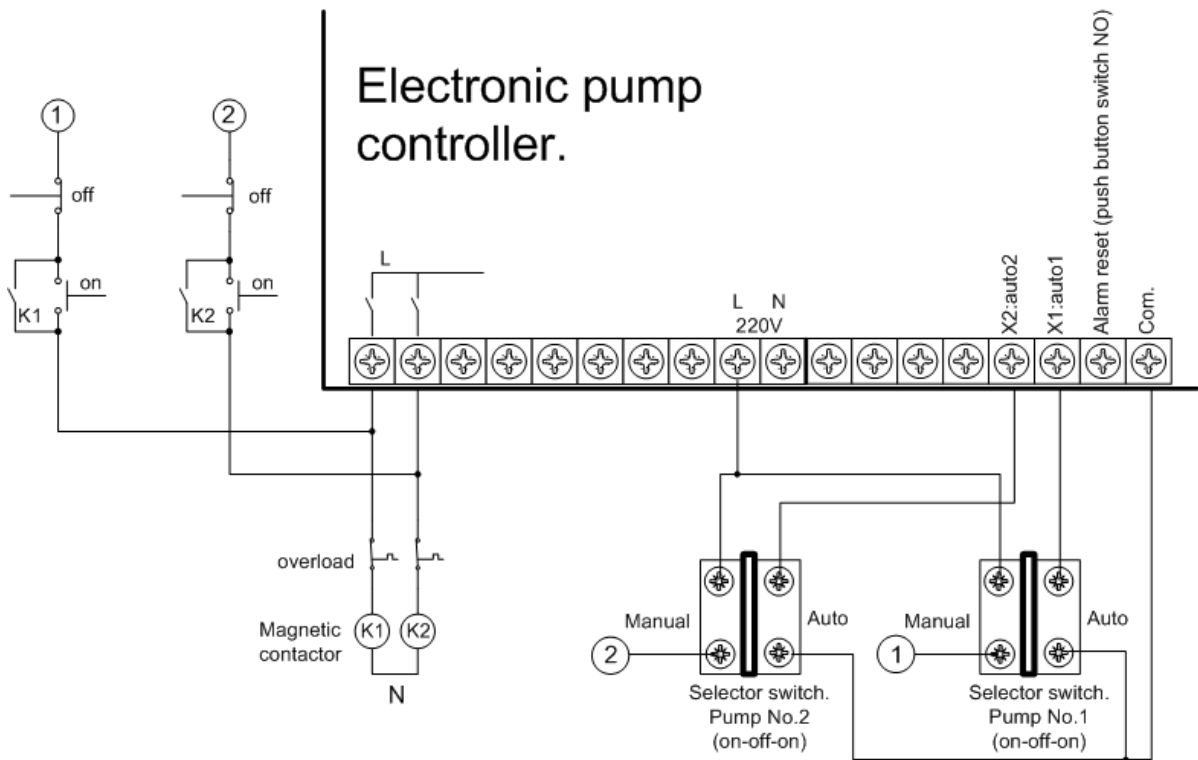 Electronic pump
controller.
1
2
off
off
on
on
K1
K2
L
L N
220V
X2:auto2
X1:auto1
Alarm reset (push button switch NO)
Com.
overload
Magnetic
contactor
K1
K2
N
Manual
Auto
2
Selector switch.
Pump No.2
(on-off-on)
Manual
Auto
1
Selector switch.
Pump No.1
(on-off-on)